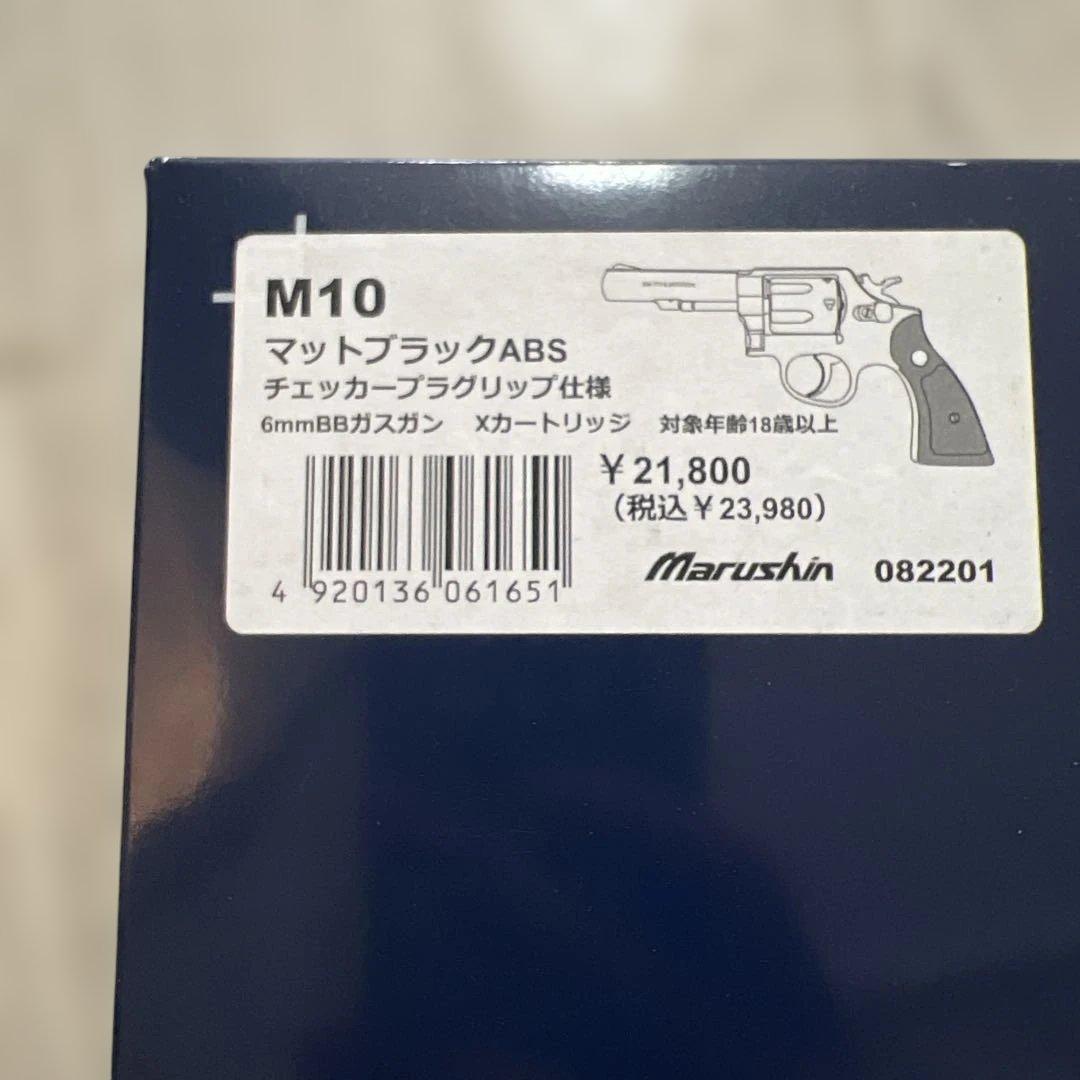 M10
マットブラックABS
チェッカープラグリップ仕様
6mmBBガスガン Xカートリッジ 対象年齢18歳以上
¥21,800
(税込¥23,980)
4 920136 061651
Marushin 082201